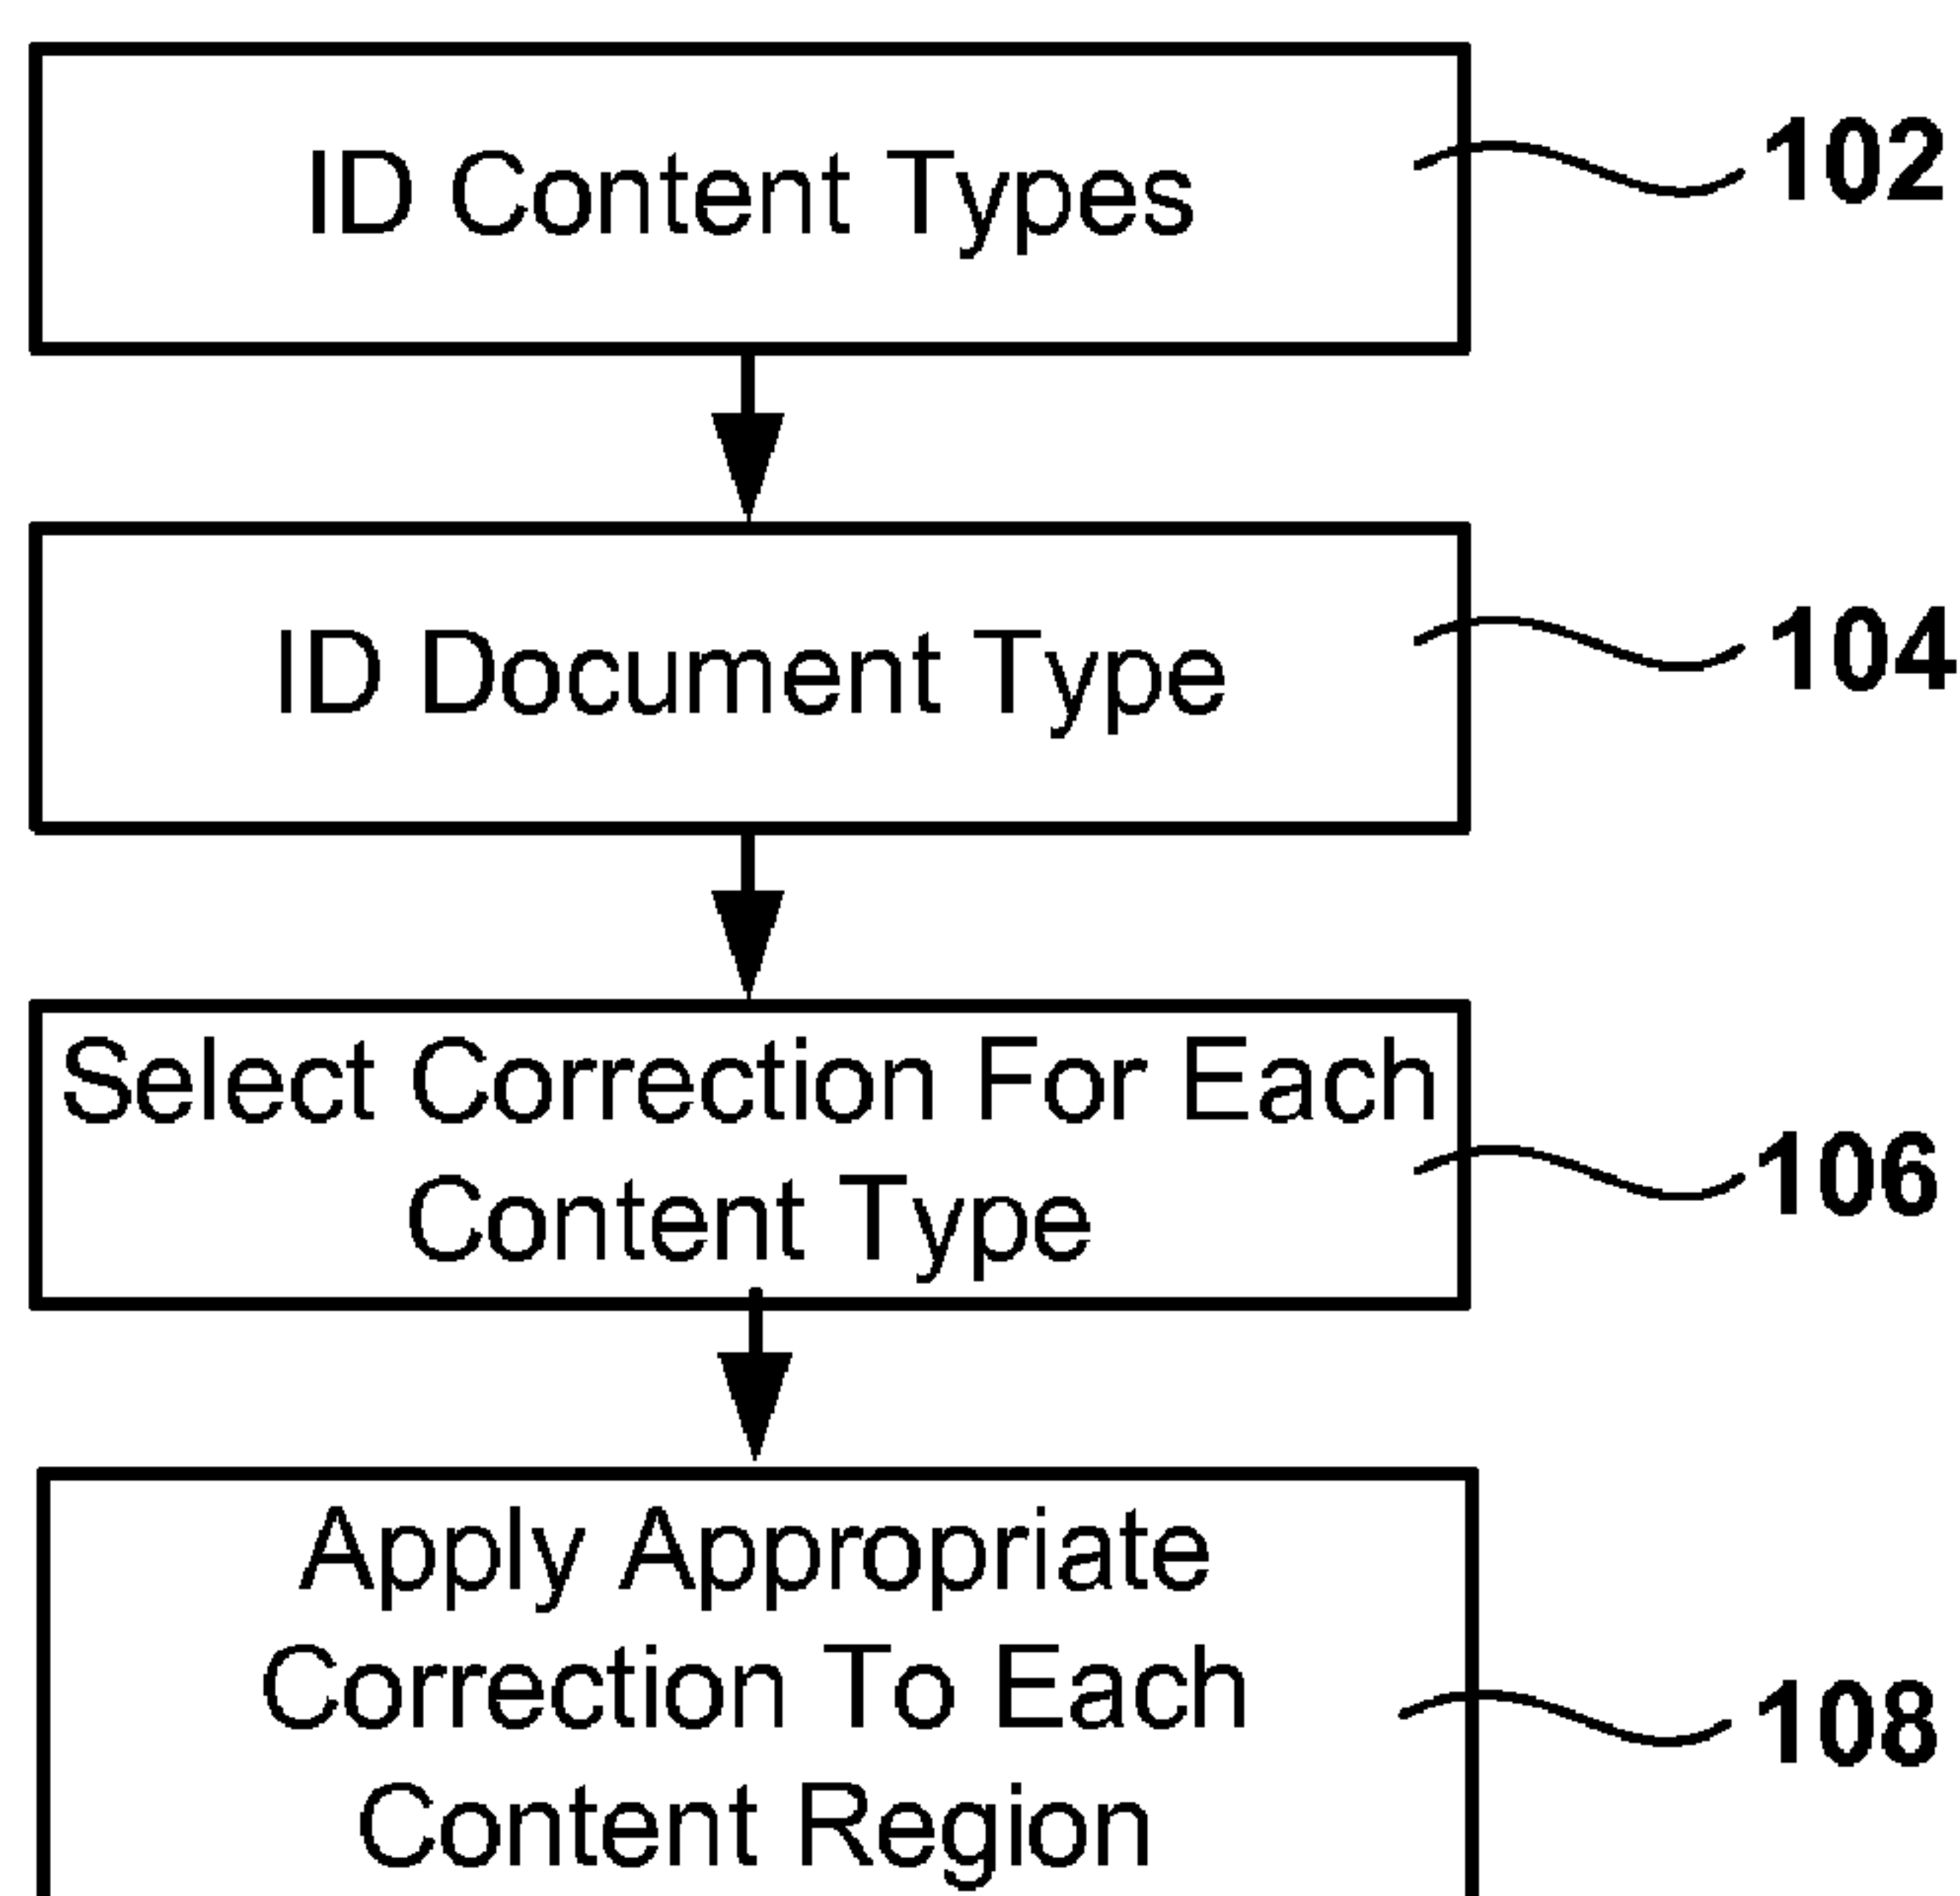 ID Content Types
102
ID Document Type
104
Select Correction For Each
Content Type
106
Apply Appropriate
Correction To Each
Content Region
108